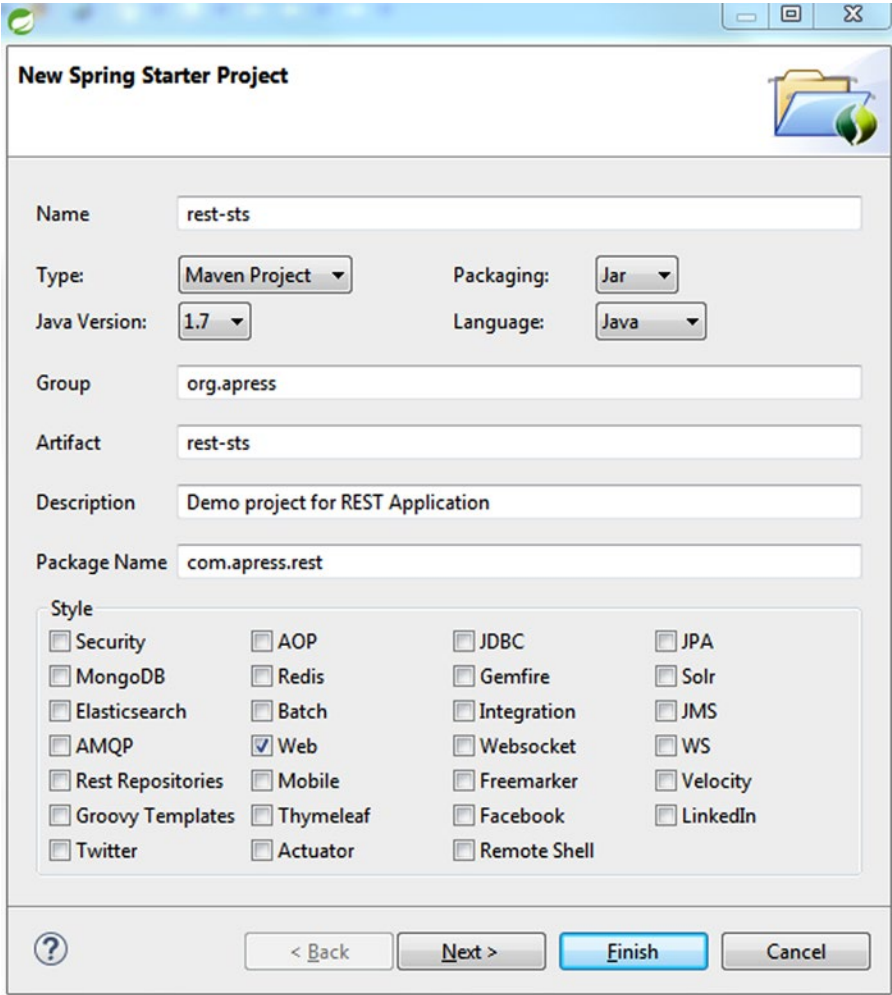 New Spring Starter Project
Name rest-sts
Type: Maven Project Packaging: Jar
Java Version: 1.7 Language: Java
Group org.apress
Artifact rest-sts
Description Demo project for REST Application
Package Name com.apress.rest
Style
Security AOP JDBC JPA
MongoDB Redis Gemfire Solr
Elasticsearch Batch Integration JMS
AMQP Web Websocket WS
Rest Repositories Mobile Freemarker Velocity
Groovy Templates Thymeleaf Facebook LinkedIn
Twitter Actuator Remote Shell
? < Back Next > Finish Cancel